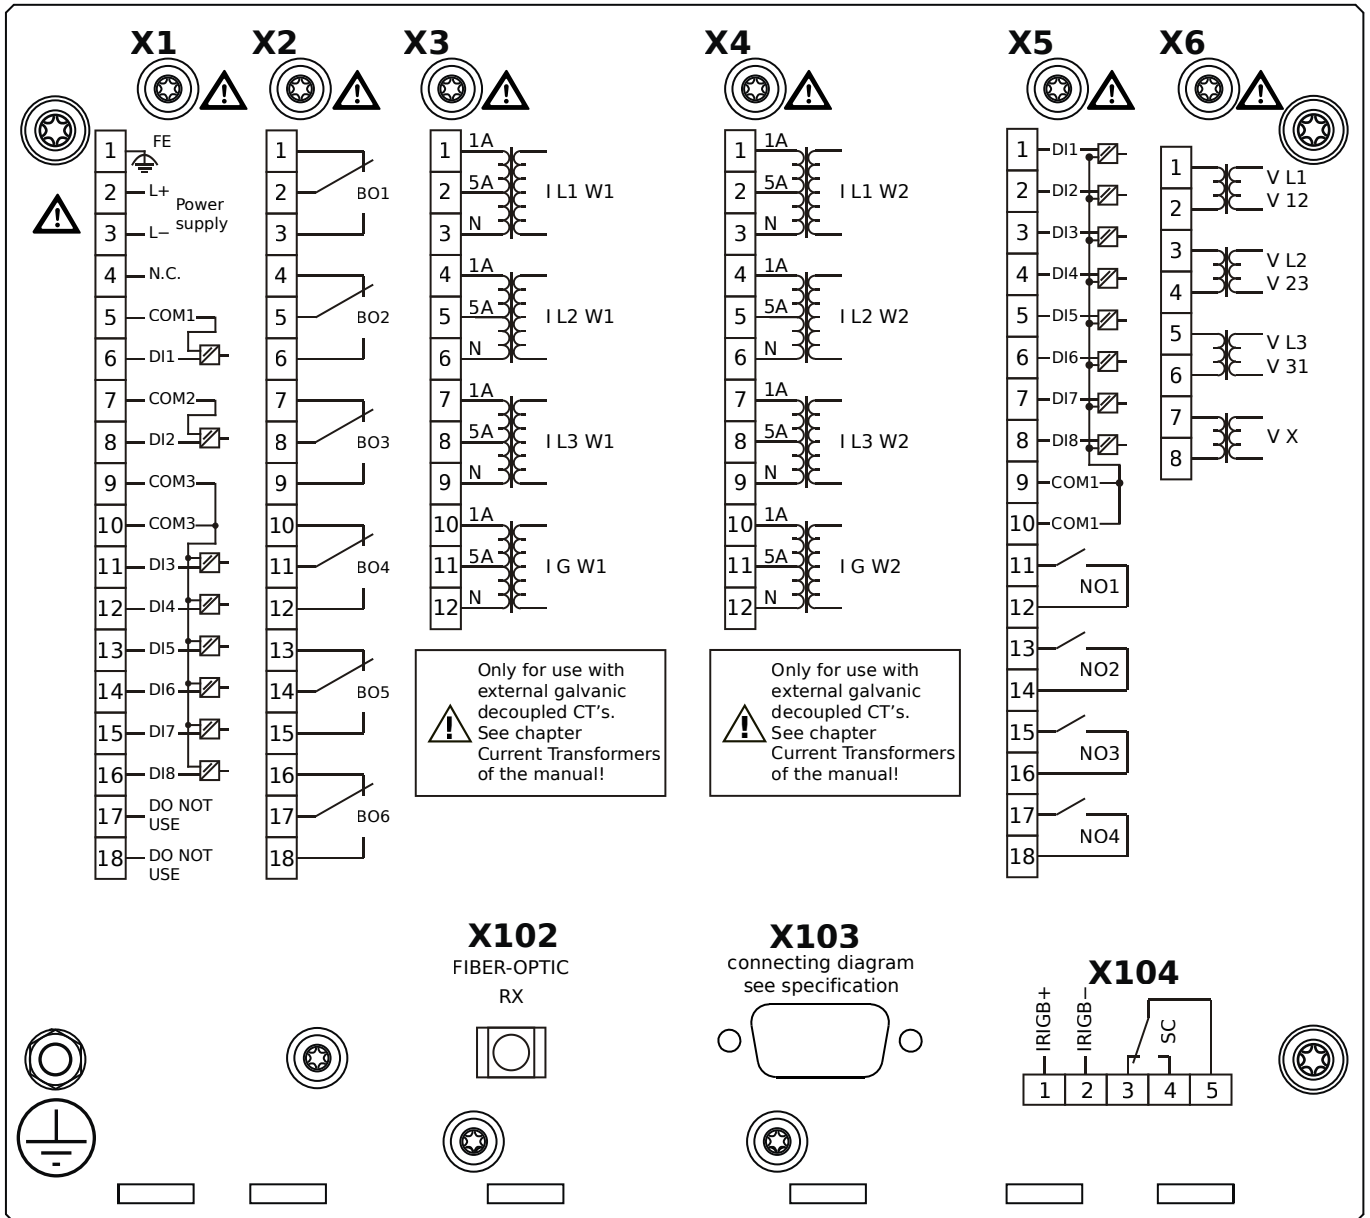 X1
X2
X3
X4
X5
X6
1 FE
2 L+
Power
supply
3 L−
4 N.C.
5 COM1
6 DI1
7 COM2
8 DI2
9 COM3
10 COM3
11 DI3
12 DI4
13 DI5
14 DI6
15 DI7
16 DI8
17 DO NOT
USE
18 DO NOT
USE
1
2 BO1
3
4
5 BO2
6
7
8 BO3
9
10
11 BO4
12
13
14 BO5
15
16
17 BO6
18
1 1A
2 5A I L1 W1
3 N
4 1A
5 5A I L2 W1
6 N
7 1A
8 5A I L3 W1
9 N
10 1A
11 5A I G W1
12 N
Only for use with
external galvanic
decoupled CT's.
See chapter
Current Transformers
of the manual!
1 1A
2 5A I L1 W2
3 N
4 1A
5 5A I L2 W2
6 N
7 1A
8 5A I L3 W2
9 N
10 1A
11 5A I G W2
12 N
Only for use with
external galvanic
decoupled CT's.
See chapter
Current Transformers
of the manual!
1 DI1
2 DI2
3 DI3
4 DI4
5 DI5
6 DI6
7 DI7
8 DI8
9 COM1
10 COM1
11
NO1
12
13
NO2
14
15
NO3
16
17
NO4
18
1 V L1
2 V 12
3 V L2
4 V 23
5 V L3
6 V 31
7
V X
8
X102
FIBER-OPTIC
RX
X103
connecting diagram
see specification
X104
IRIGB+
IRIGB−
SC
1 2 3 4 5